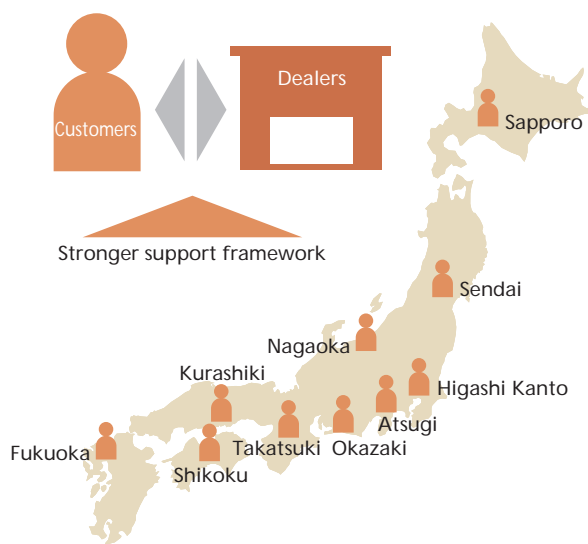 Dealers
Customers
Stronger support framework
Sapporo
Sendai
Nagaoka
Kurashiki
Higashi Kanto
Atsugi
Fukuoka
Takatsuki
Okazaki
Shikoku